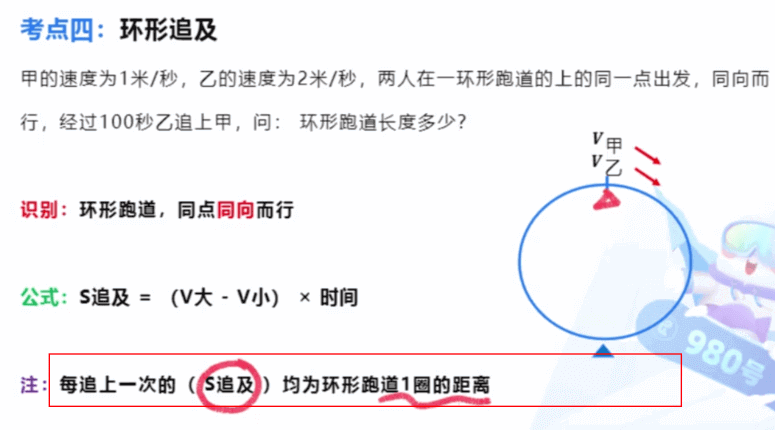 考点四：环形追及
甲的速度为1米/秒，乙的速度为2米/秒，两人在一环形跑道的上的同一点出发，同向而
行，经过100秒乙追上甲，问： 环形跑道长度多少？
V甲
V乙
识别：环形跑道，同点同向而行
公式：S追及 = （V大 - V小） × 时间
980号
注：每追上一次的（ S追及 ）均为环形跑道1圈的距离